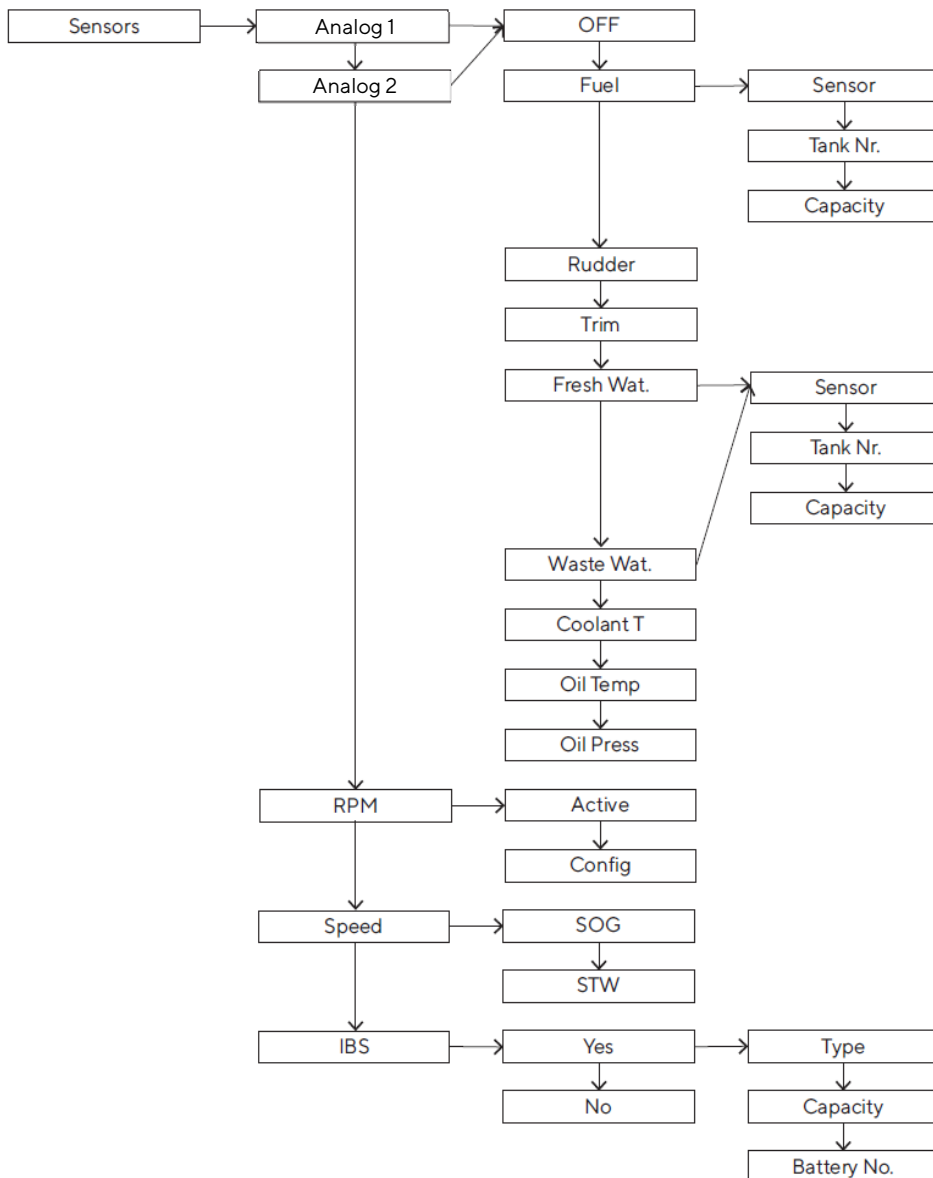 Sensors
Analog 1
OFF
Analog 2
Fuel
Sensor
Tank Nr.
Capacity
Rudder
Trim
Fresh Wat.
Sensor
Tank Nr.
Capacity
Waste Wat.
Coolant T
Oil Temp
Oil Press
RPM
Active
Config
Speed
SOG
STW
IBS
Yes
Type
No
Capacity
Battery No.